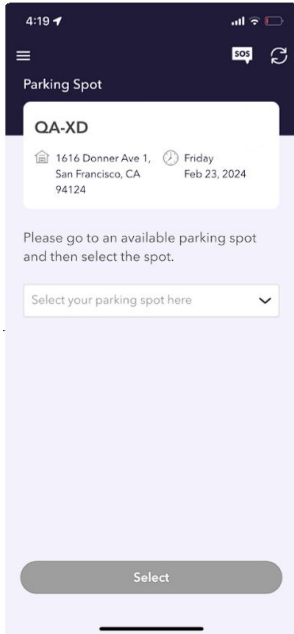 4:19
SOS
Parking Spot
QA-XD
1616 Donner Ave 1,
San Francisco, CA
94124
Friday
Feb 23, 2024
Please go to an available parking spot
and then select the spot.
Select your parking spot here
Select